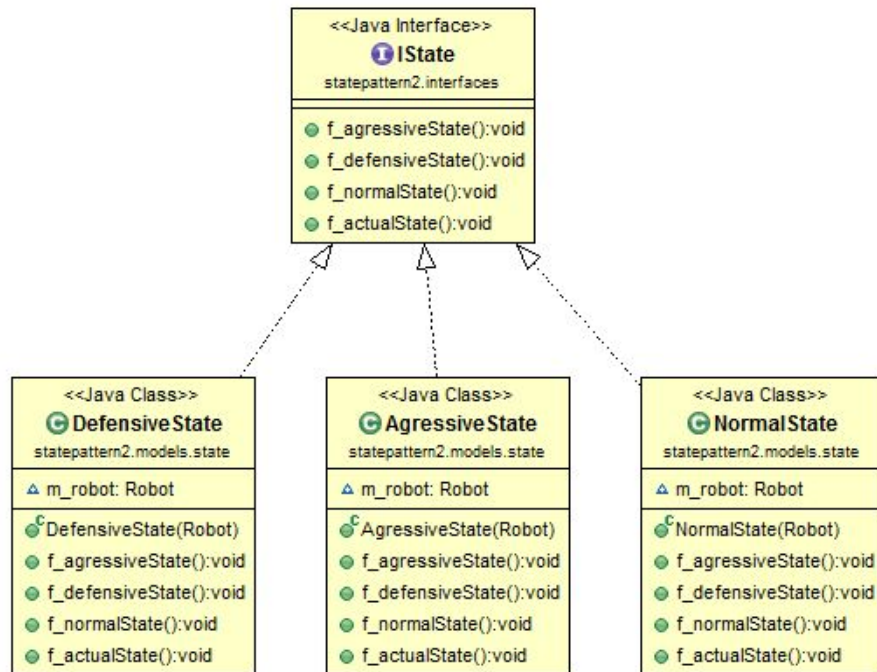 <<Java Interface>>
IState
statepattern2.interfaces
f_agressiveState():void
f_defensiveState():void
f_normalState():void
f_actualState():void
<<Java Class>>
DefensiveState
statepattern2.models.state
m_robot: Robot
DefensiveState(Robot)
f_agressiveState():void
f_defensiveState():void
f_normalState():void
f_actualState():void
<<Java Class>>
AgressiveState
statepattern2.models.state
m_robot: Robot
AgressiveState(Robot)
f_agressiveState():void
f_defensiveState():void
f_normalState():void
f_actualState():void
<<Java Class>>
NormalState
statepattern2.models.state
m_robot: Robot
NormalState(Robot)
f_agressiveState():void
f_defensiveState():void
f_normalState():void
f_actualState():void